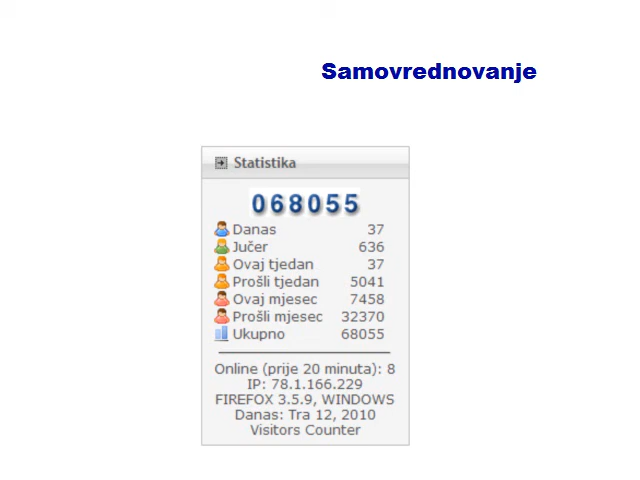 Samovrednovanje
Statistika
068055
Danas 37
Jučer 636
Ovaj tjedan 37
Prošli tjedan 5041
Ovaj mjesec 7458
Prošli mjesec 32370
Ukupno 68055
Online (prije 20 minuta): 8
IP: 78.1.166.229
FIREFOX 3.5.9, WINDOWS
Danas: Tra 12, 2010
Visitors Counter